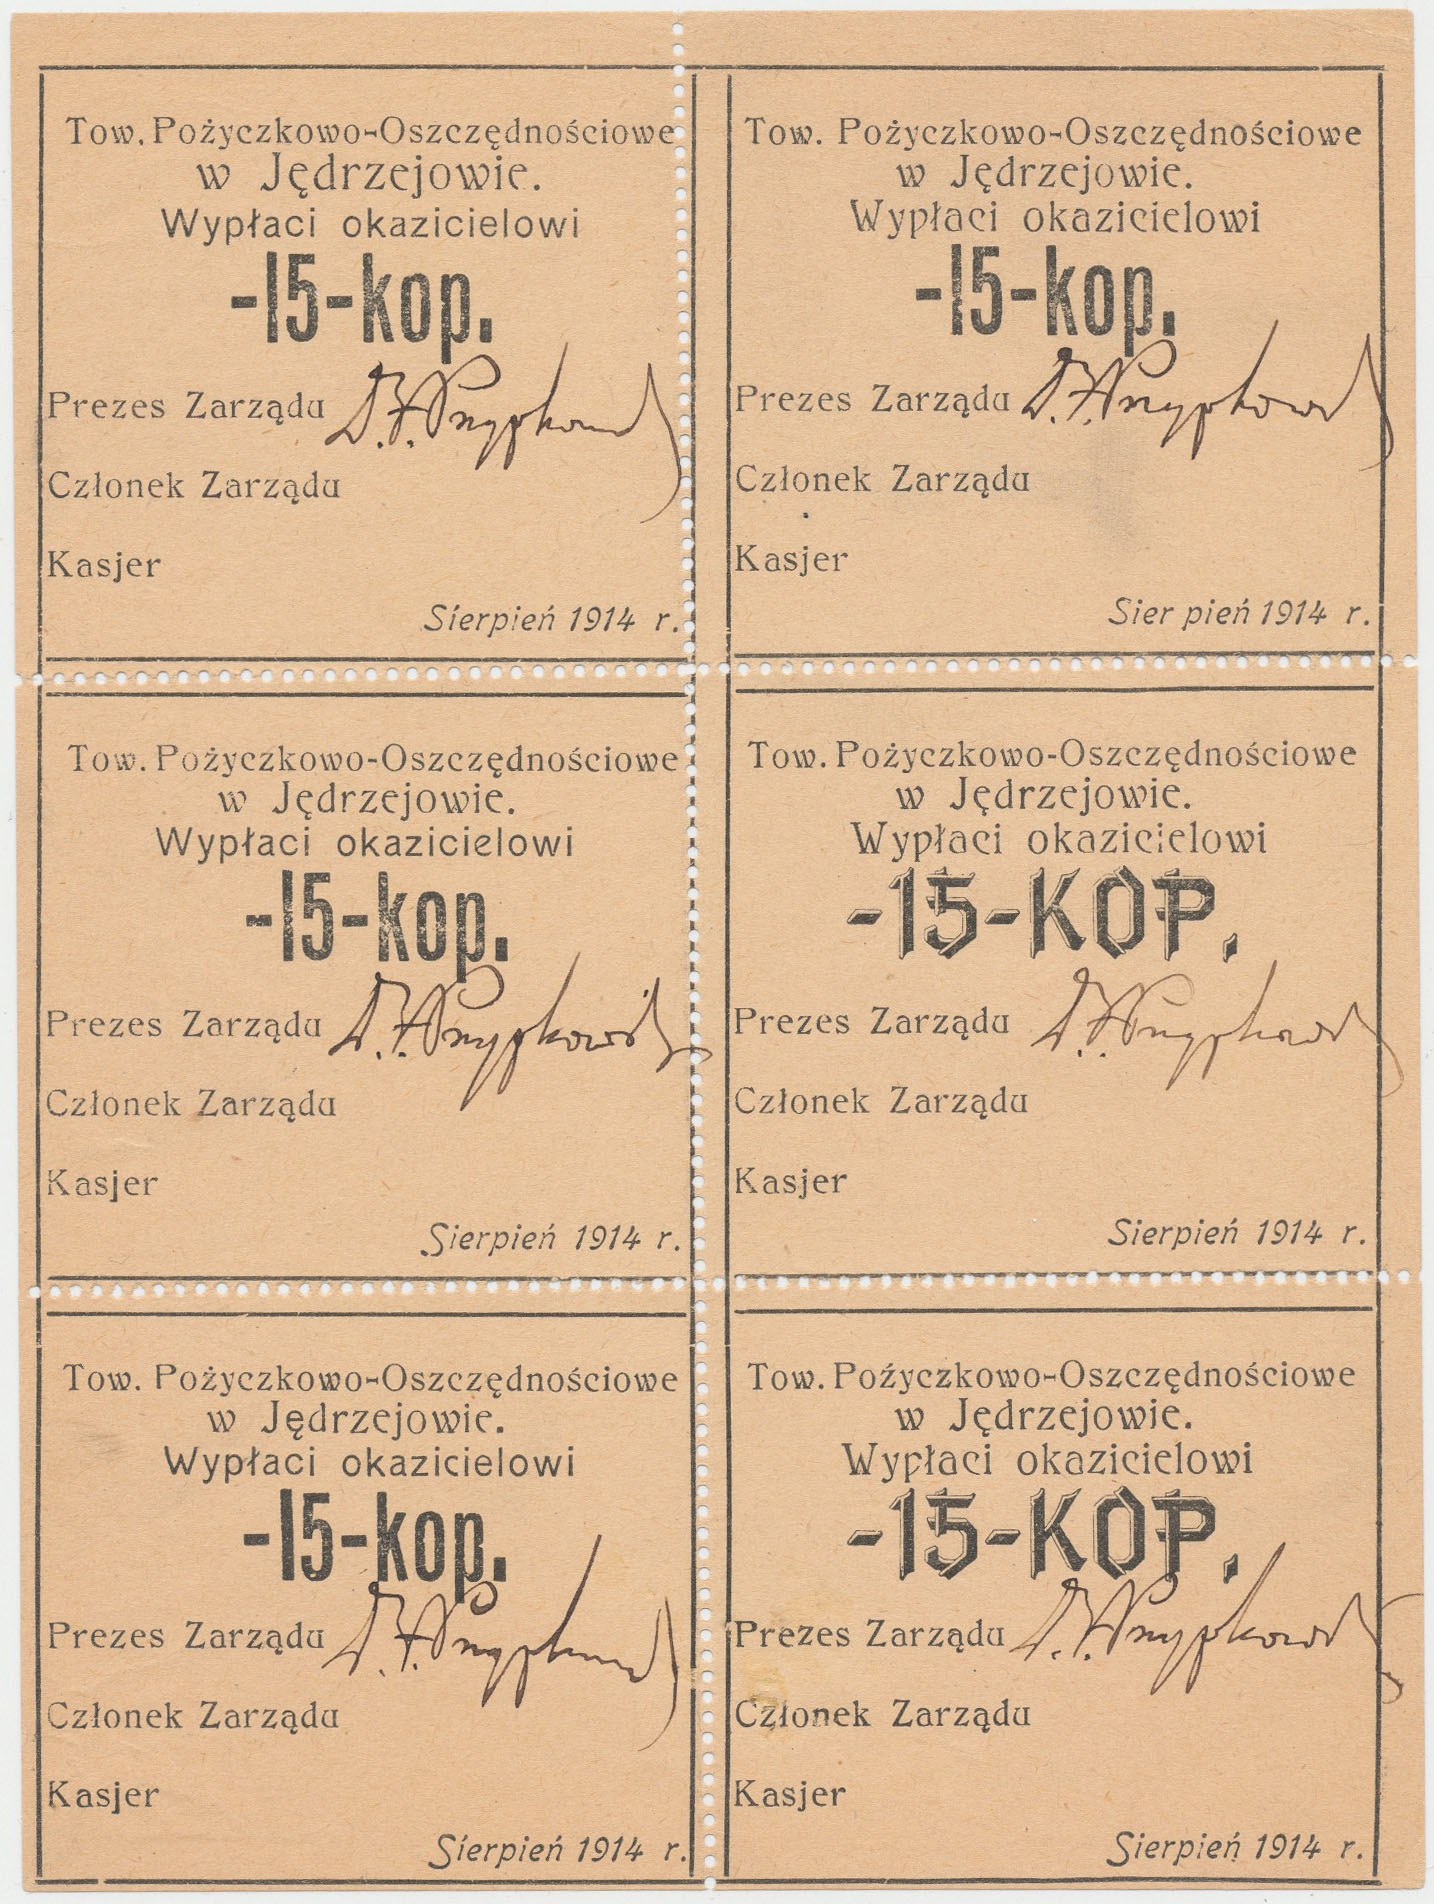 Tow. Pożyczkowo-Oszczędnościowe
w Jędrzejowie.
Wypłaci okazicielowi
-15-kop.
Prezes Zarządu
Członek Zarządu
Kasjer
Sierpień 1914 r.
Tow. Pożyczkowo-Oszczędnościowe
w Jędrzejowie.
Wypłaci okazicielowi
-15-kop.
Prezes Zarządu
Członek Zarządu
Kasjer
Sier pień 1914 r.
Tow. Pożyczkowo-Oszczędnościowe
w Jędrzejowie.
Wypłaci okazicielowi
-15-kop.
Prezes Zarządu
Członek Zarządu
Kasjer
Sierpień 1914 r.
Tow. Pożyczkowo-Oszczędnościowe
w Jędrzejowie.
Wypłaci okazicielowi
-15-KOP.
Prezes Zarządu
Członek Zarządu
Kasjer
Sierpień 1914 r.
Tow. Pożyczkowo-Oszczędnościowe
w Jędrzejowie.
Wypłaci okazicielowi
-15-kop.
Prezes Zarządu
Członek Zarządu
Kasjer
Sierpień 1914 r.
Tow. Poźyczkowo-Oszczędnościowe
w Jędrzejowie.
Wypłaci okazicielowi
-15-KOP.
Prezes Zarządu
Członek Zarządu
Kasjer
Sierpień 1914 r.